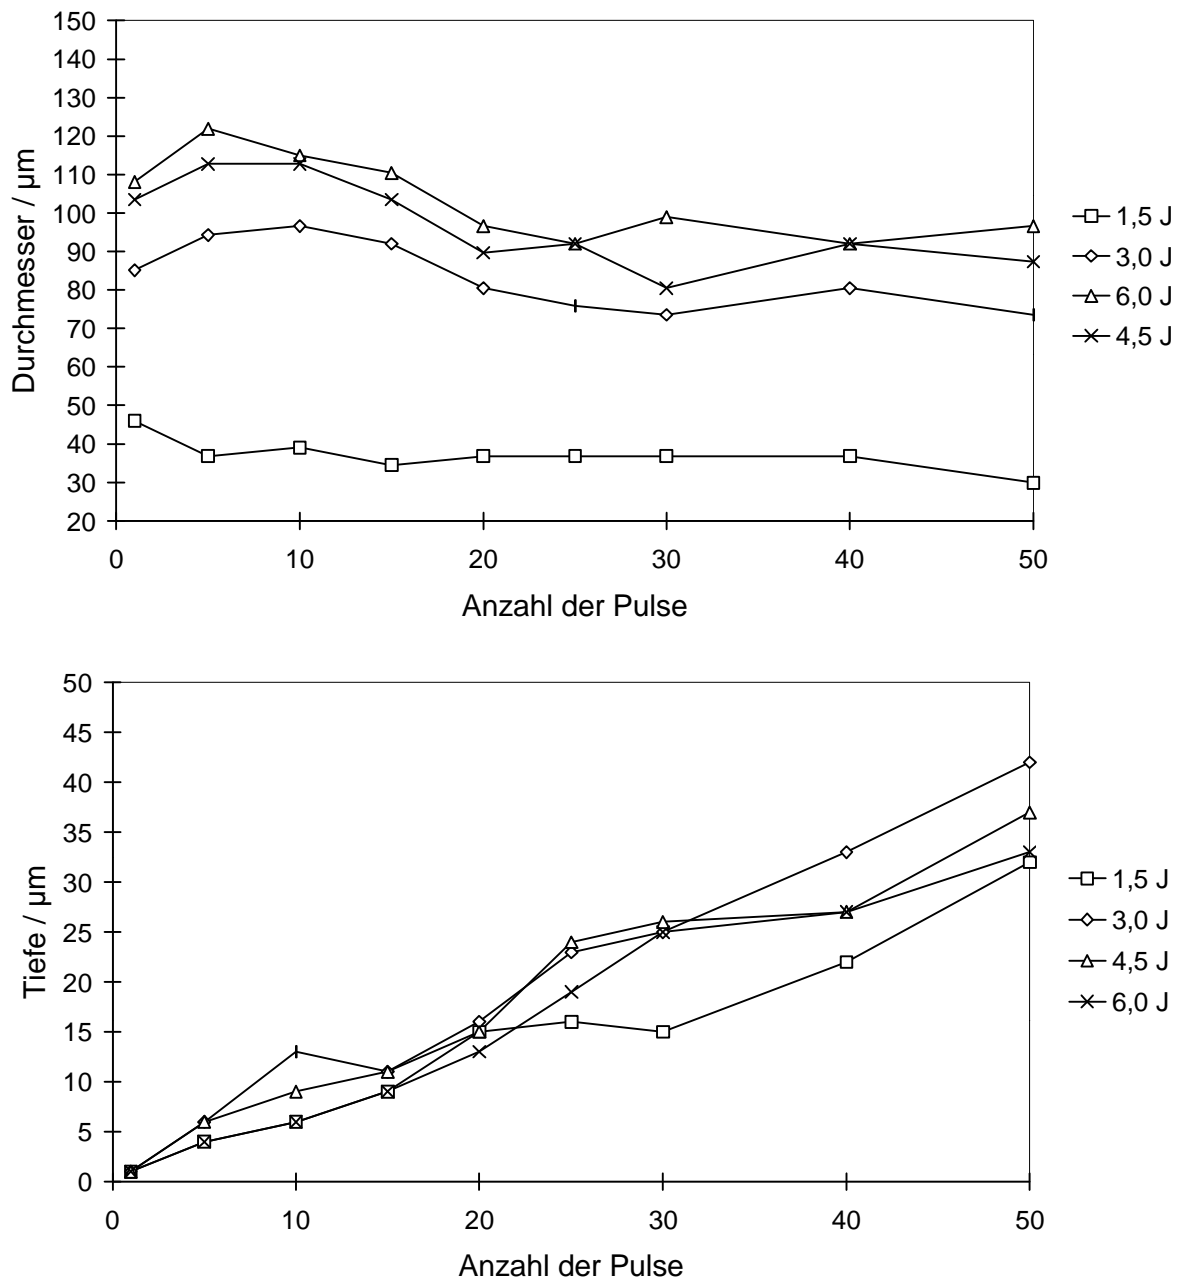 150
140
130
120
110
100
90
80
70
60
50
40
30
20
Durchmesser / µm
0 10 20 30 40 50
Anzahl der Pulse
1,5 J
3,0 J
6,0 J
4,5 J
50
45
40
35
30
25
20
15
10
5
0
Tiefe / µm
0 10 20 30 40 50
Anzahl der Pulse
1,5 J
3,0 J
4,5 J
6,0 J